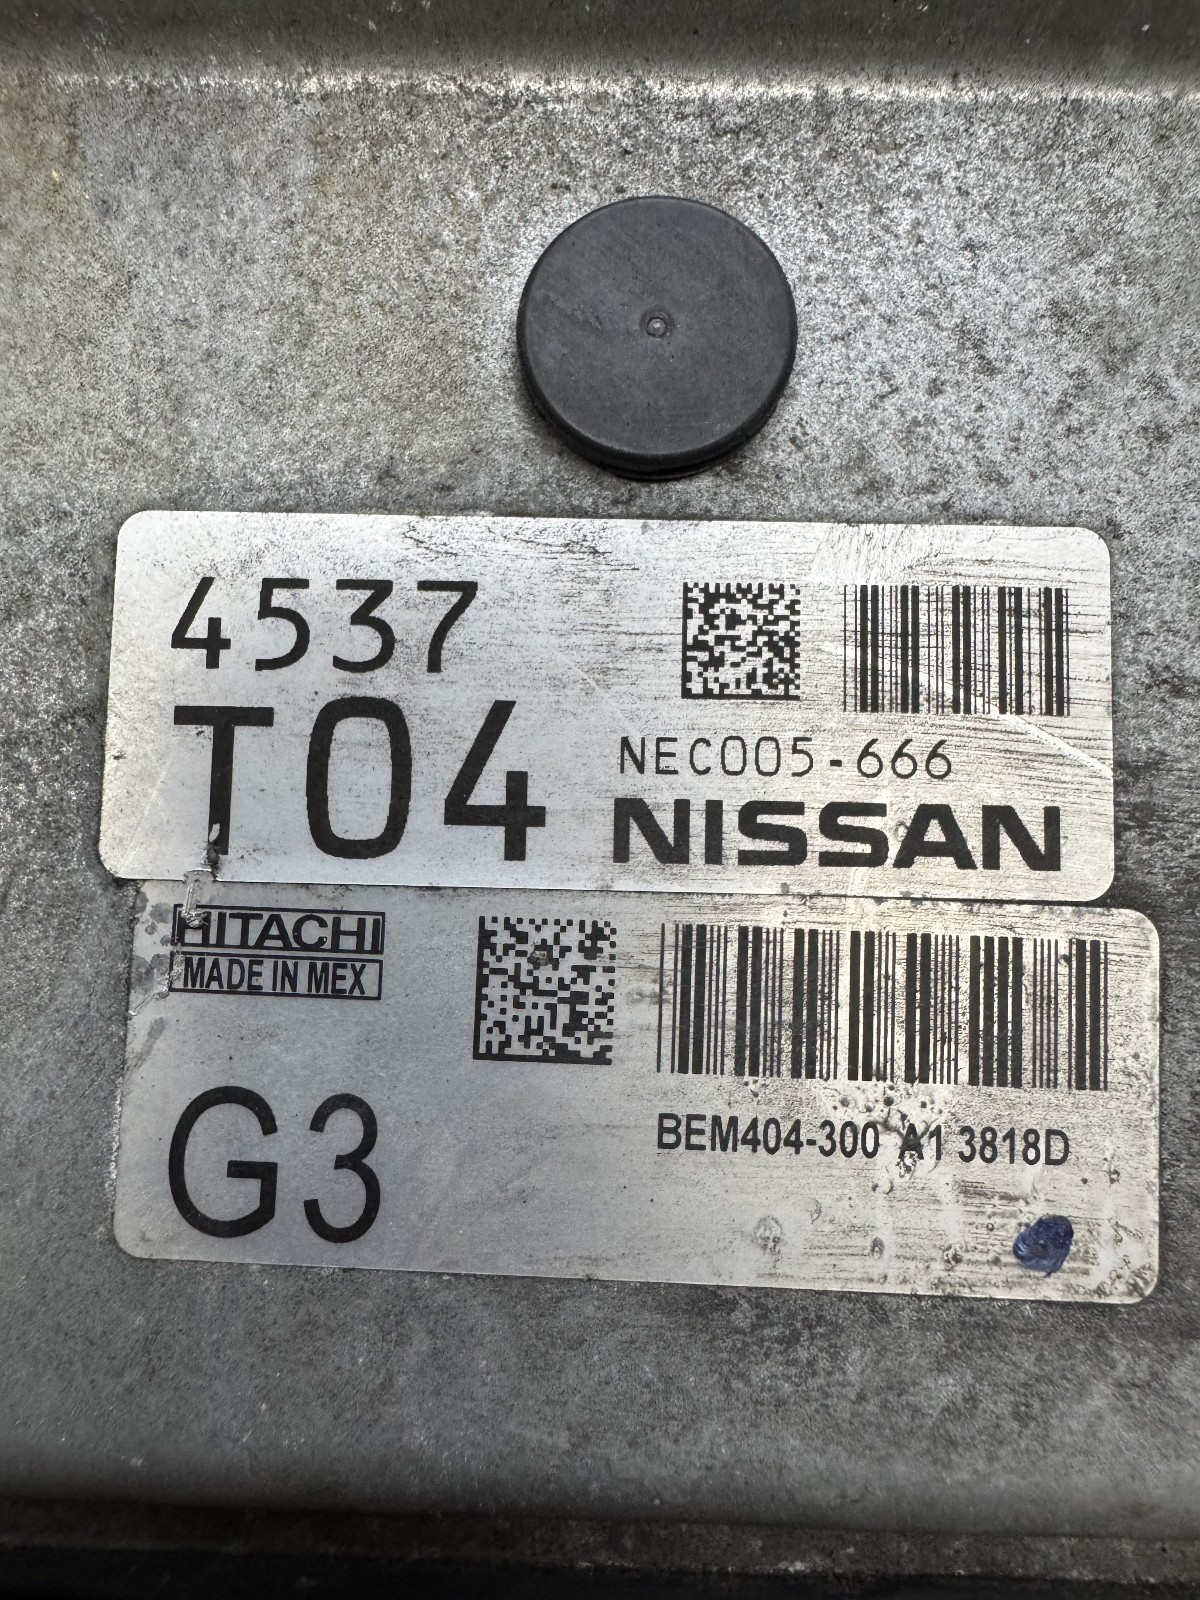 4537
T04
NEC005-666
NISSAN
HITACHI
MADE IN MEX
G3
BEM404-300 A1 3818D